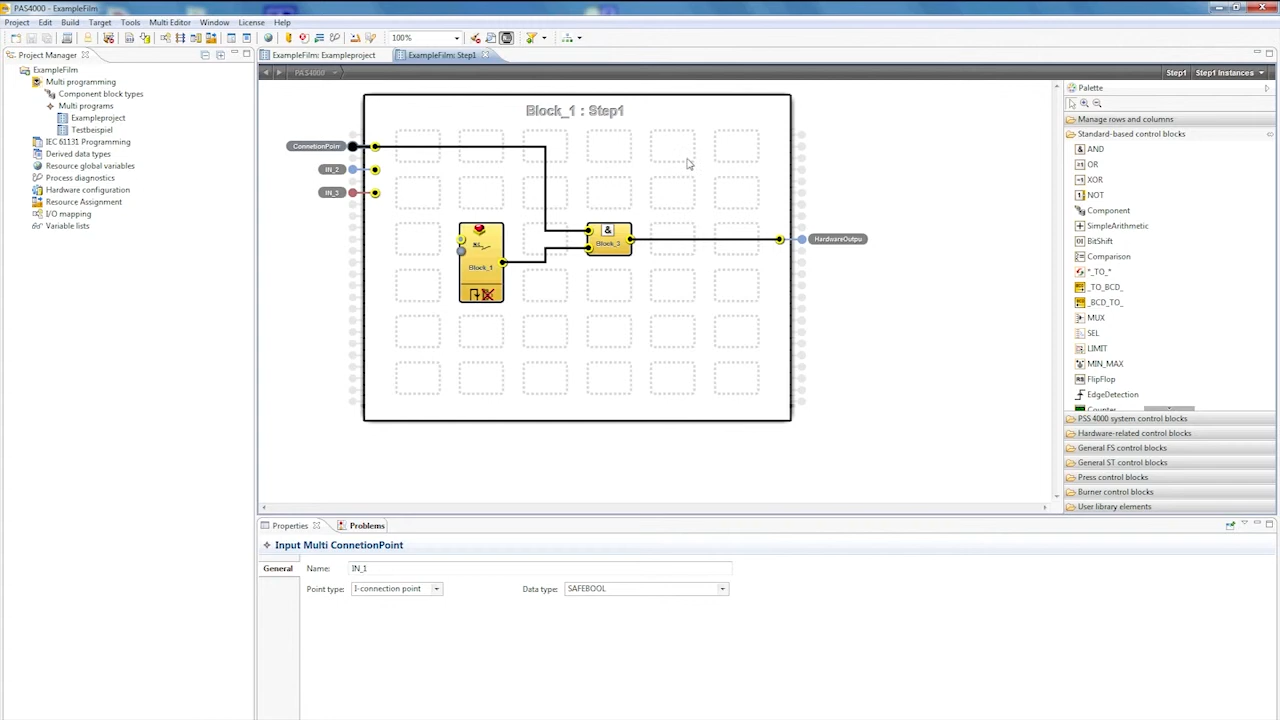 PAS4000 - ExampleFilm
Project Edit Build Target Tools Multi Editor Window License Help
100%
Project Manager
ExampleFilm
Multi programming
Component block types
Multi programs
Exampleproject
Testbeispiel
IEC 61131 Programming
Derived data types
Resource global variables
Process diagnostics
Hardware configuration
Resource Assignment
I/O mapping
Variable lists
ExampleFilm: Exampleproject
ExampleFilm: Step1
PAS4000
Step1
Step1 Instances
Block_1 : Step1
ConnetionPoin
IN_2
IN_3
Block_1
&
Block_3
HardwareOutpu
Palette
Manage rows and columns
Standard-based control blocks
AND
OR
XOR
NOT
Component
SimpleArithmetic
BitShift
Comparison
*_TO_*
_TO_BCD_
_BCD_TO_
MUX
SEL
LIMIT
MIN_MAX
FlipFlop
EdgeDetection
Counter
PSS 4000 system control blocks
Hardware-related control blocks
General FS control blocks
General ST control blocks
Press control blocks
Burner control blocks
User library elements
Properties
Problems
Input Multi ConnetionPoint
General
Name: IN_1
Point type: I-connection point
Data type: SAFEBOOL